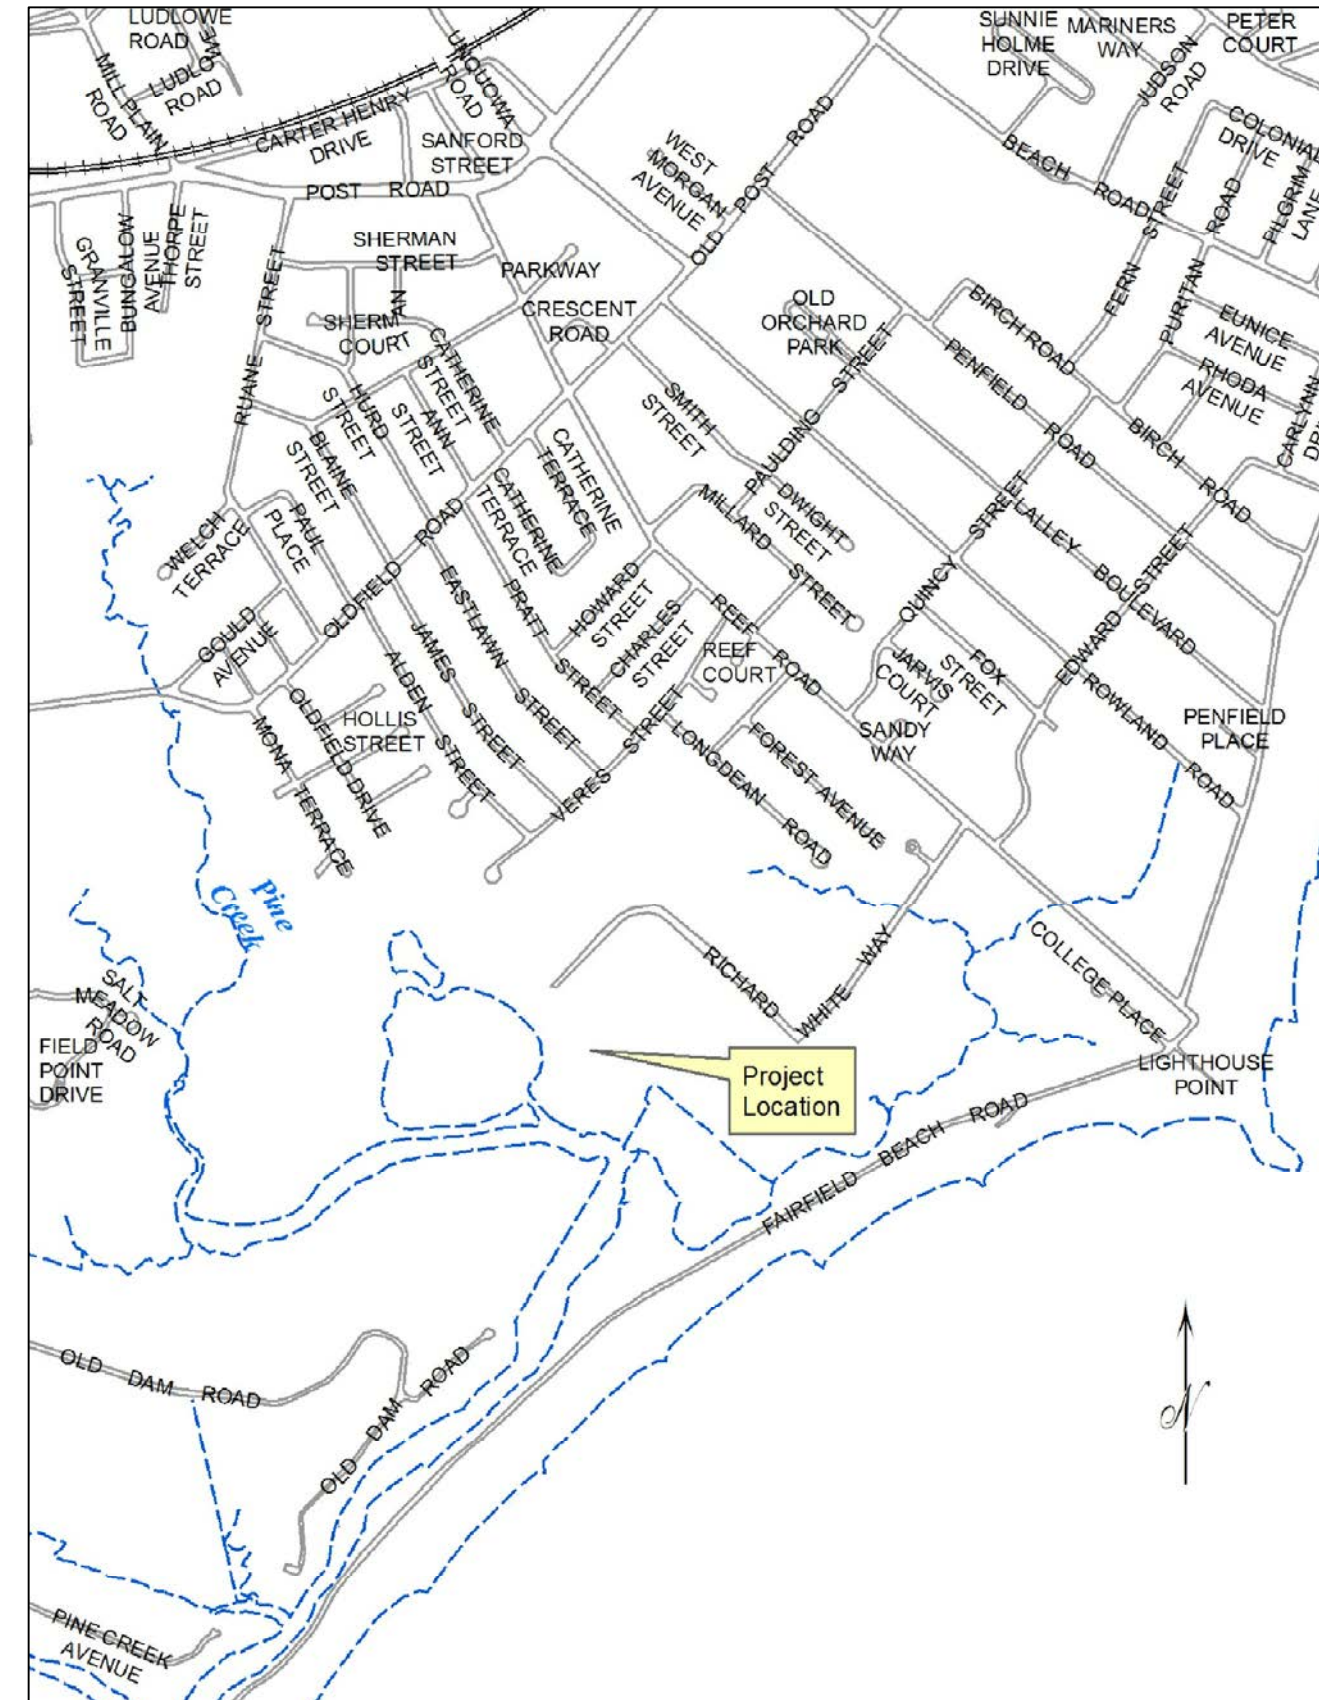 LUDLOWE
ROAD
MILL PLAIN
ROAD
LUDLOWE
ROAD
UNQUOWA
ROAD
CARTER HENRY
DRIVE
SANFORD
STREET
POST ROAD
SUNNIE
HOLME
DRIVE
MARINERS
WAY
JUDSON
ROAD
PETER
COURT
COLONIAL
DRIVE
PILGRIM
LANE
BEACH ROAD
WEST
MORGAN
AVENUE
OLD POST ROAD
GRANVILLE
STREET
BUNGALOW
AVENUE
THORPE
STREET
SHERMAN
STREET
PARKWAY
CRESCENT
ROAD
SHERMAN
COURT
RUANE STREET
CATHERINE
STREET
ANN
STREET
HURD
STREET
BLAINE
STREET
OLD
ORCHARD
PARK
BIRCH ROAD
PENFIELD ROAD
FERN STREET
PURITAN ROAD
EUNICE
AVENUE
RHODA
AVENUE
CARLYNN
BIRCH ROAD
SMITH
STREET
PAULDING STREET
DWIGHT
STREET
MILLARD STREET
QUINCY STREET
LALLEY BOULEVARD
EDWARD STREET
CATHERINE
TERRACE
CATHERINE
TERRACE
WELCH
TERRACE
PAUL
PLACE
OLDFIELD ROAD
GOULD
AVENUE
EASTLAWN STREET
PRATT STREET
HOWARD
STREET
CHARLES
STREET
REEF ROAD
REEF
COURT
JAMES STREET
ALDEN STREET
VERES STREET
LONGDEAN ROAD
FOREST AVENUE
JARVIS
COURT
FOX
STREET
SANDY
WAY
ROWLAND ROAD
PENFIELD
PLACE
HOLLIS
STREET
OLDFIELD DRIVE
MONA TERRACE
Pine
Creek
RICHARD
WHITE WAY
COLLEGE PLACE
SALT
MEADOW
ROAD
FIELD
POINT
DRIVE
Project
Location
LIGHTHOUSE
POINT
FAIRFIELD BEACH ROAD
OLD DAM ROAD
OLD DAM ROAD
N
PINE CREEK
AVENUE